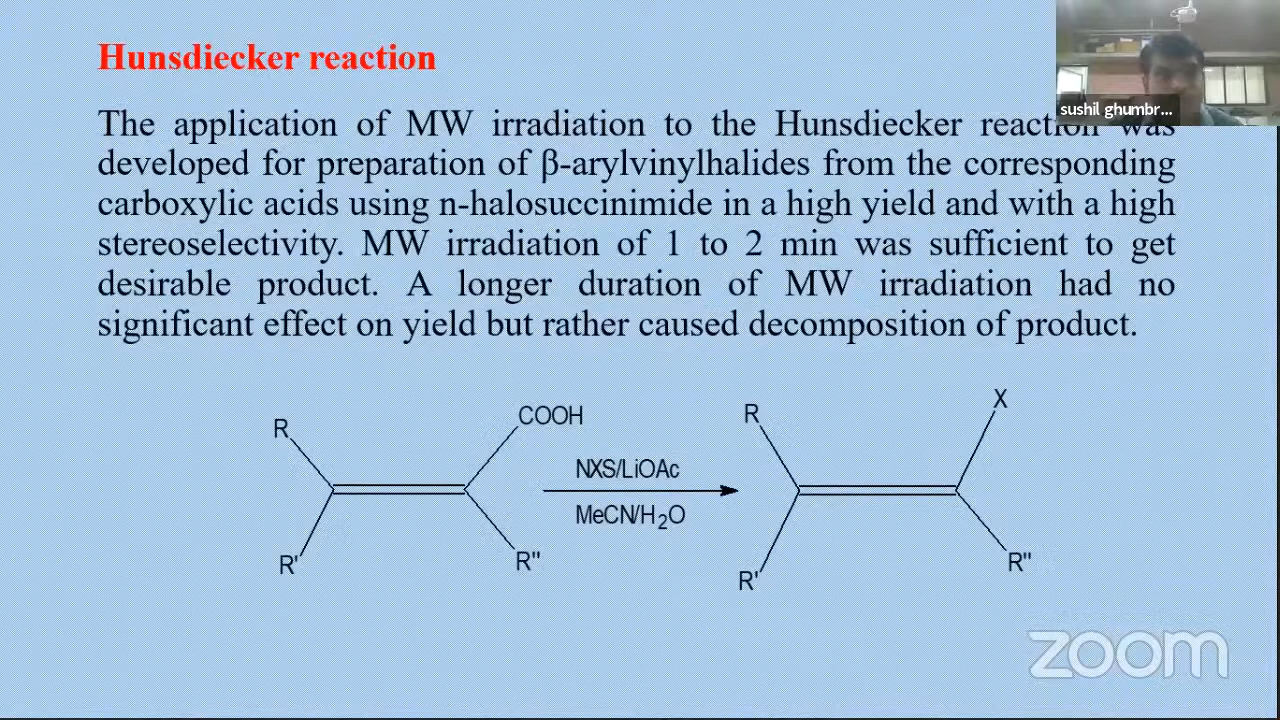 Hunsdiecker reaction
sushil ghumbr...
The application of MW irradiation to the Hunsdiecker reaction was
developed for preparation of β-arylvinylhalides from the corresponding
carboxylic acids using n-halosuccinimide in a high yield and with a high
stereoselectivity. MW irradiation of 1 to 2 min was sufficient to get
desirable product. A longer duration of MW irradiation had no
significant effect on yield but rather caused decomposition of product.
R COOH R X
NXS/LiOAc
MeCN/H₂O
R' R" R' R"
zoom